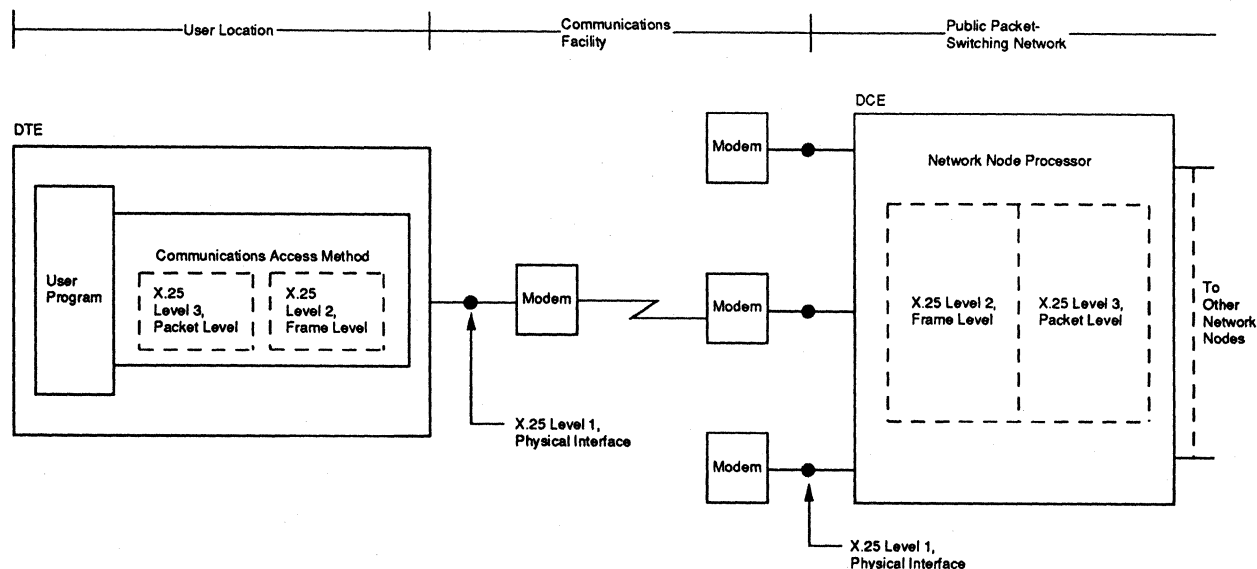 User Location
Communications
Facility
Public Packet-
Switching Network
DTE
User
Program
Communications Access Method
X.25
Level 3,
Packet Level
X.25
Level 2,
Frame Level
Modem
X.25 Level 1,
Physical Interface
Modem
Modem
Modem
DCE
Network Node Processor
X.25 Level 2,
Frame Level
X.25 Level 3,
Packet Level
To
Other
Network
Nodes
X.25 Level 1,
Physical Interface